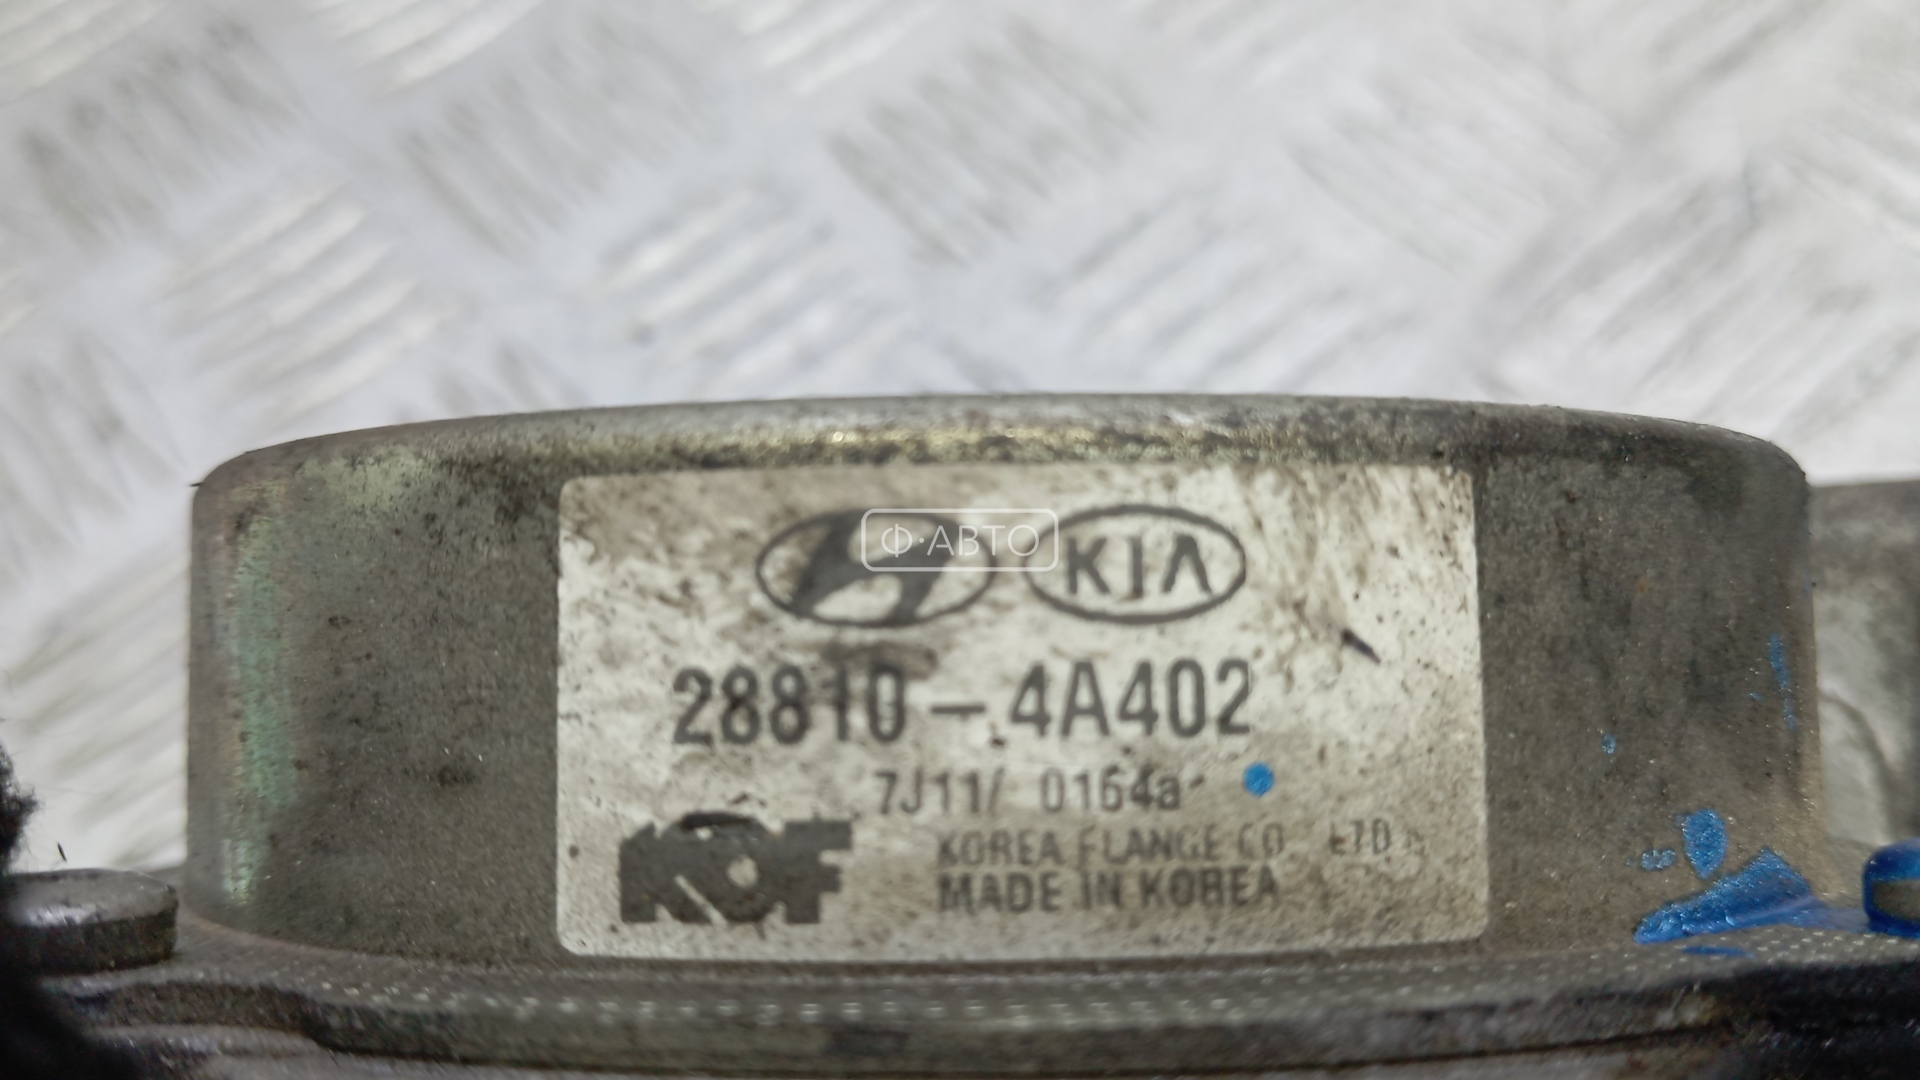 Ф·АВТО
KIA
28810-4A402
7J11/ 0164a
KOF
KOREA FLANGE CO LTD
MADE IN KOREA